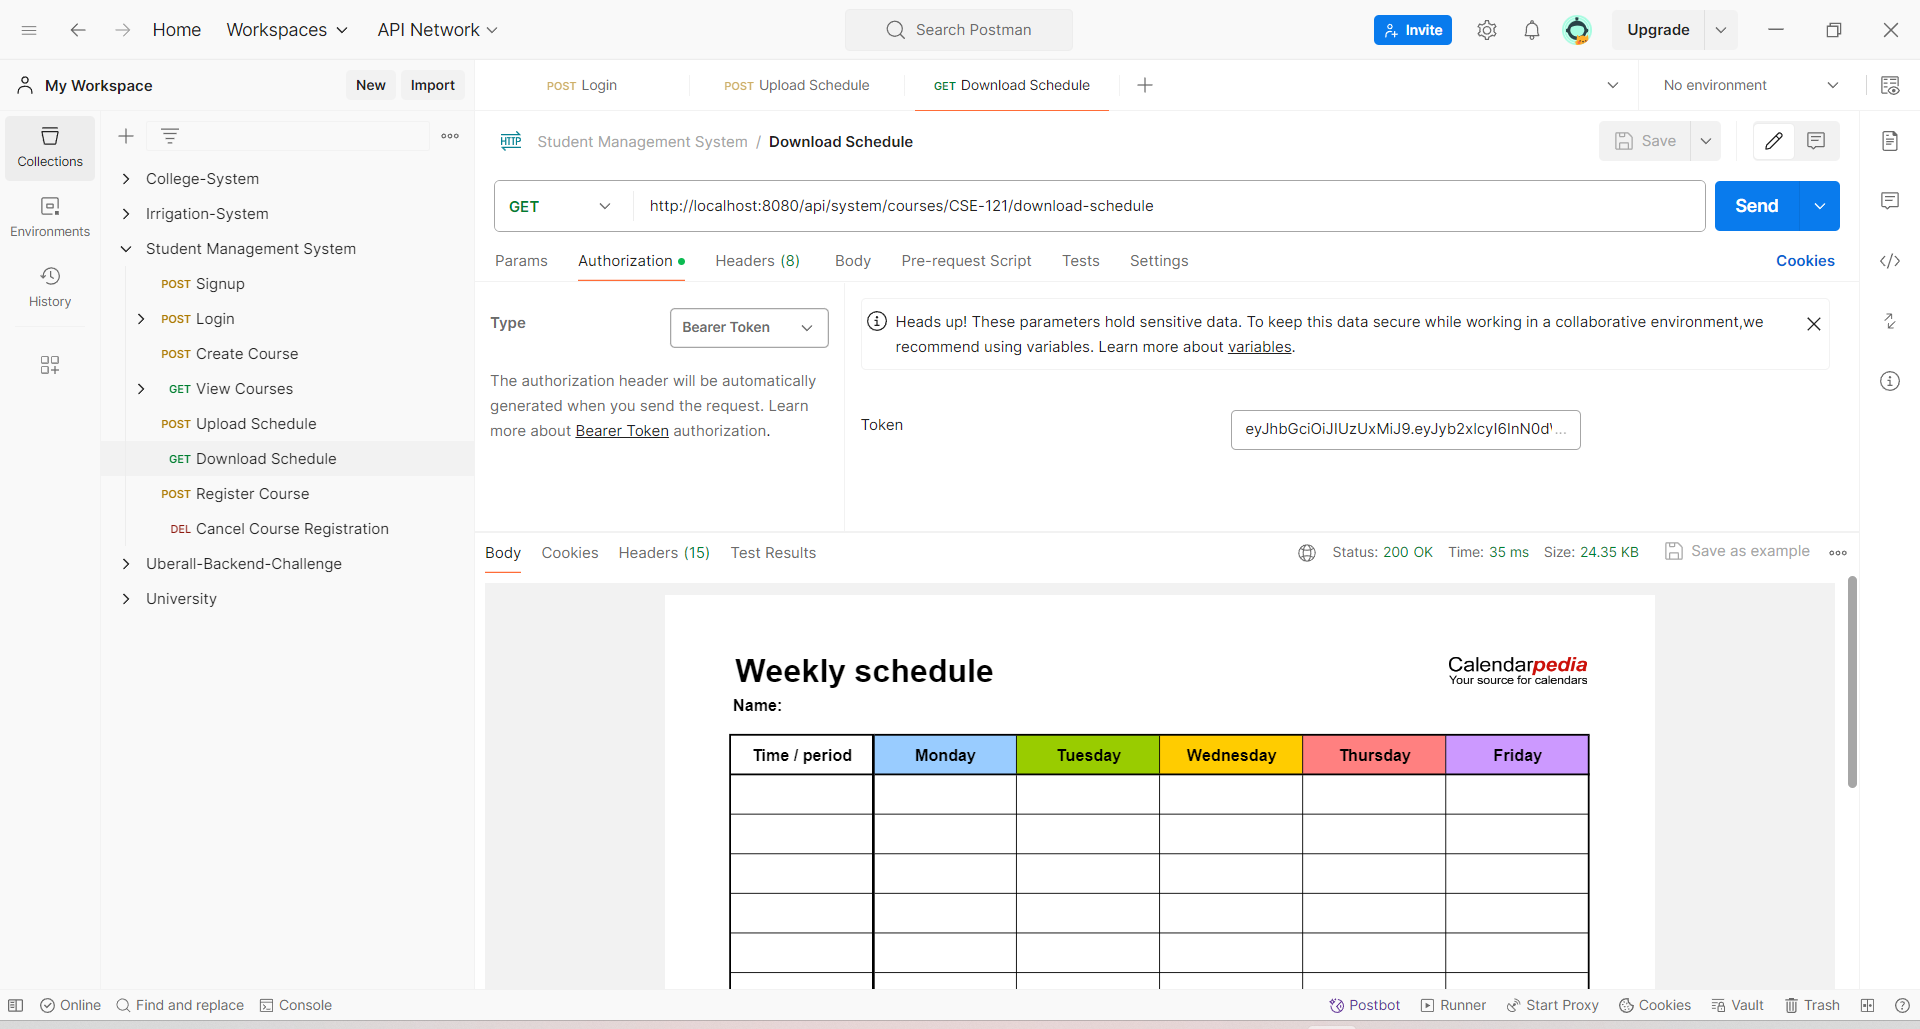 Home Workspaces API Network Search Postman Invite Upgrade
My Workspace New Import POST Login POST Upload Schedule GET Download Schedule No environment
Collections
Environments
History
College-System
Irrigation-System
Student Management System
POST Signup
POST Login
POST Create Course
GET View Courses
POST Upload Schedule
GET Download Schedule
POST Register Course
DEL Cancel Course Registration
Uberall-Backend-Challenge
University
HTTP Student Management System / Download Schedule Save
GET http://localhost:8080/api/system/courses/CSE-121/download-schedule Send
Params Authorization Headers (8) Body Pre-request Script Tests Settings Cookies
Type Bearer Token
The authorization header will be automatically
generated when you send the request. Learn
more about Bearer Token authorization.
Heads up! These parameters hold sensitive data. To keep this data secure while working in a collaborative environment,we
recommend using variables. Learn more about variables.
Token
Body Cookies Headers (15) Test Results Status: 200 OK Time: 35 ms Size: 24.35 KB Save as example
Weekly schedule
Calendarpedia
Your source for calendars
Name:
Time / period Monday Tuesday Wednesday Thursday Friday
Online Find and replace Console Postbot Runner Start Proxy Cookies Vault Trash